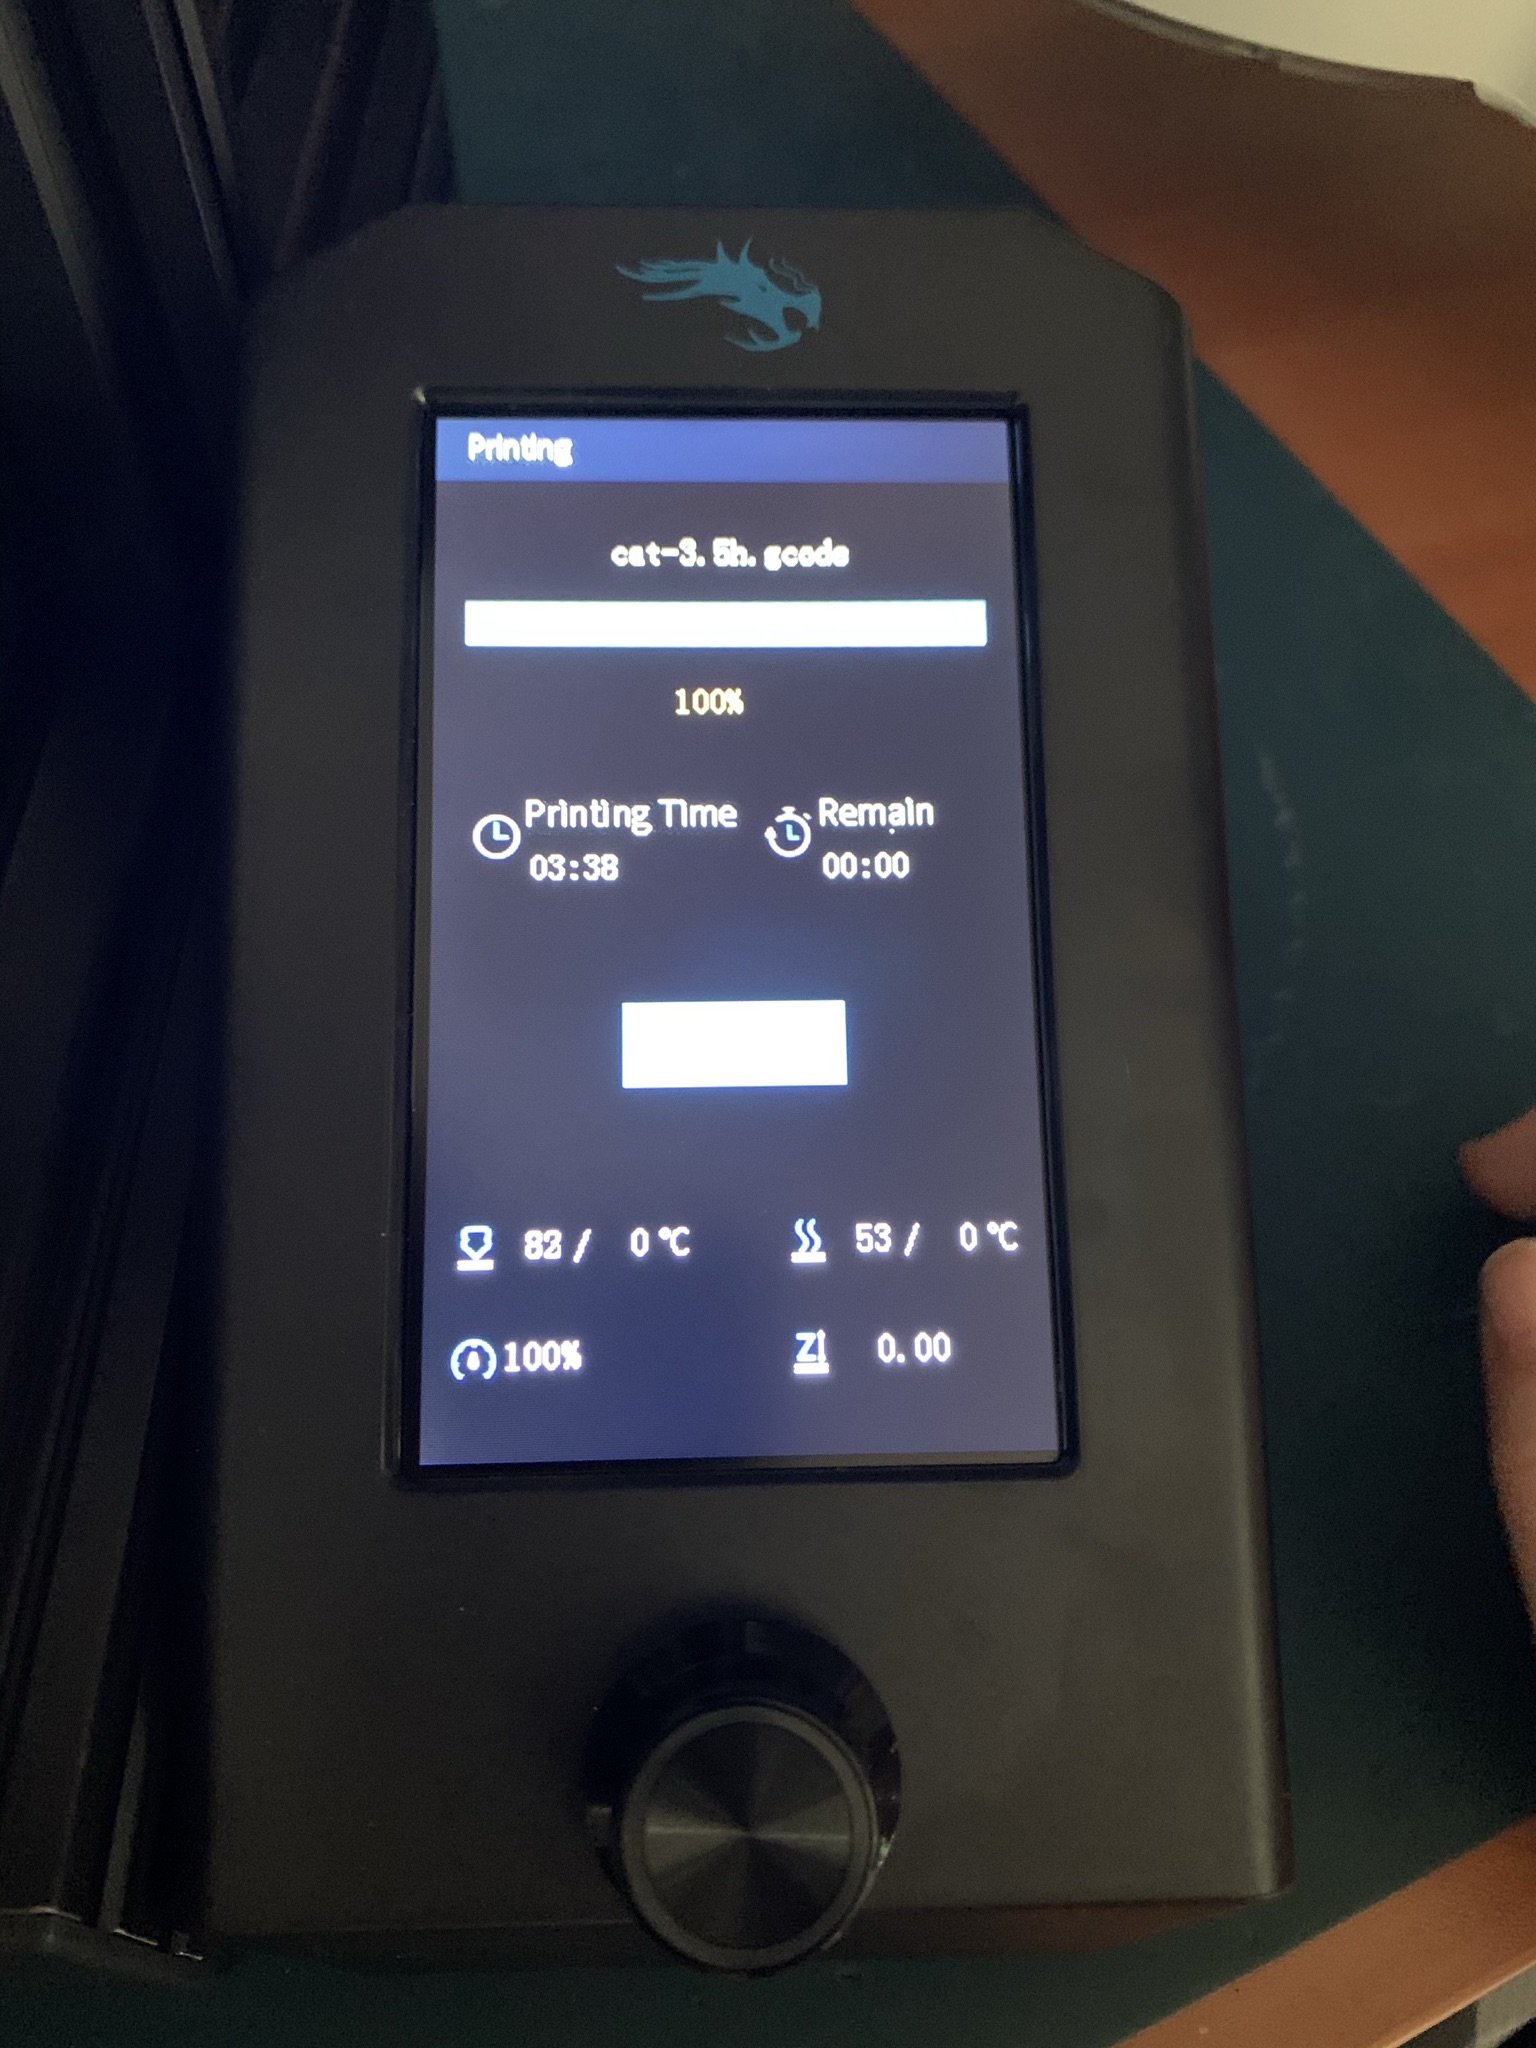 Printing
cat-3.5h.gcode
100%
Printing Time
03:38
Remain
00:00
82 / 0℃
53 / 0℃
100%
Z 0.00